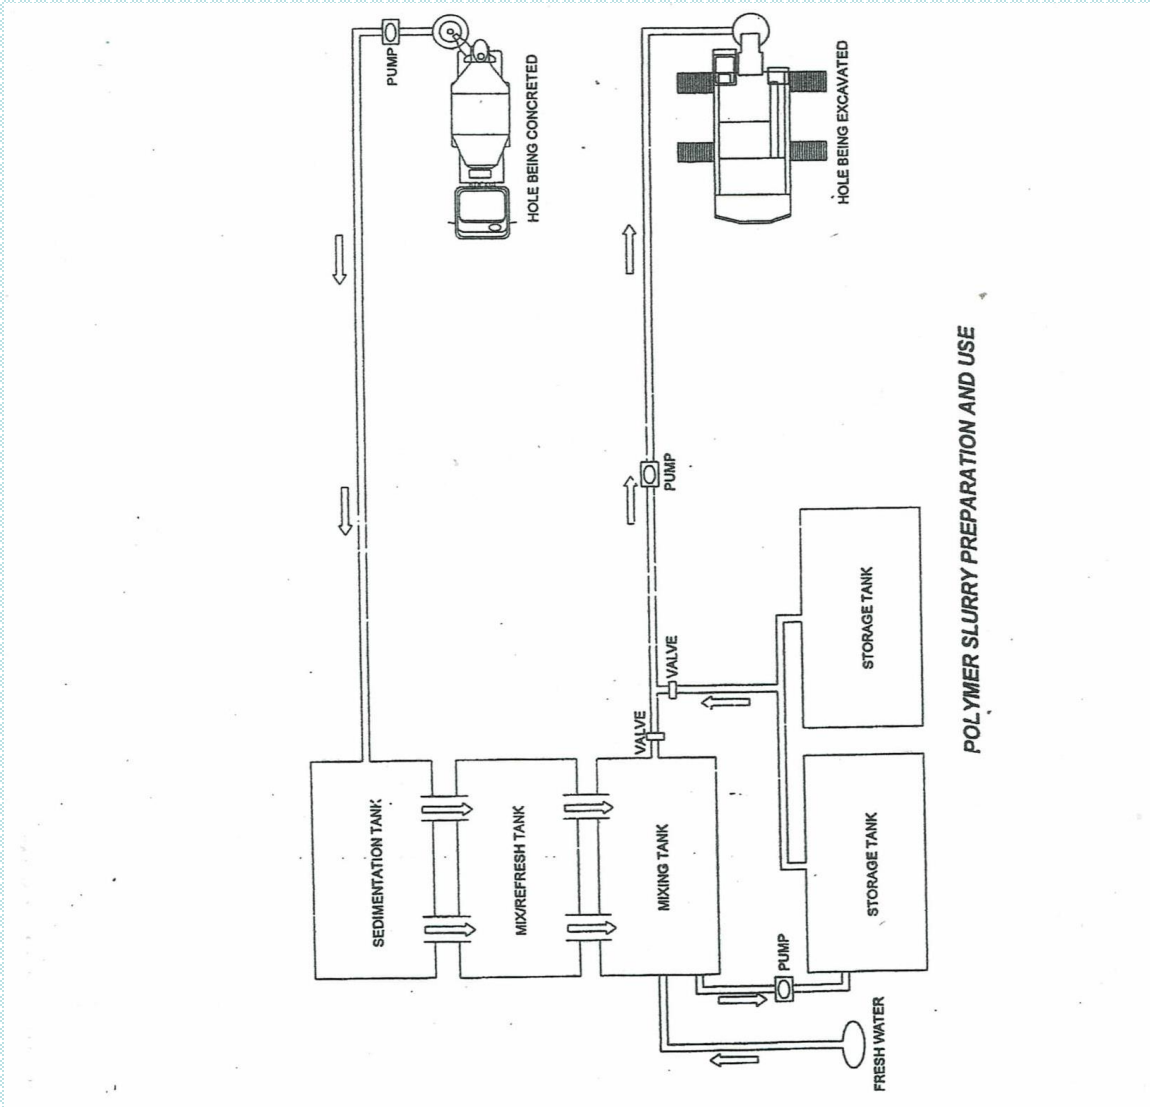 PUMP
HOLE BEING CONCRETED
HOLE BEING EXCAVATED
PUMP
VALVE
VALVE
SEDIMENTATION TANK
MIX/REFRESH TANK
MIXING TANK
STORAGE TANK
STORAGE TANK
PUMP
FRESH WATER
POLYMER SLURRY PREPARATION AND USE